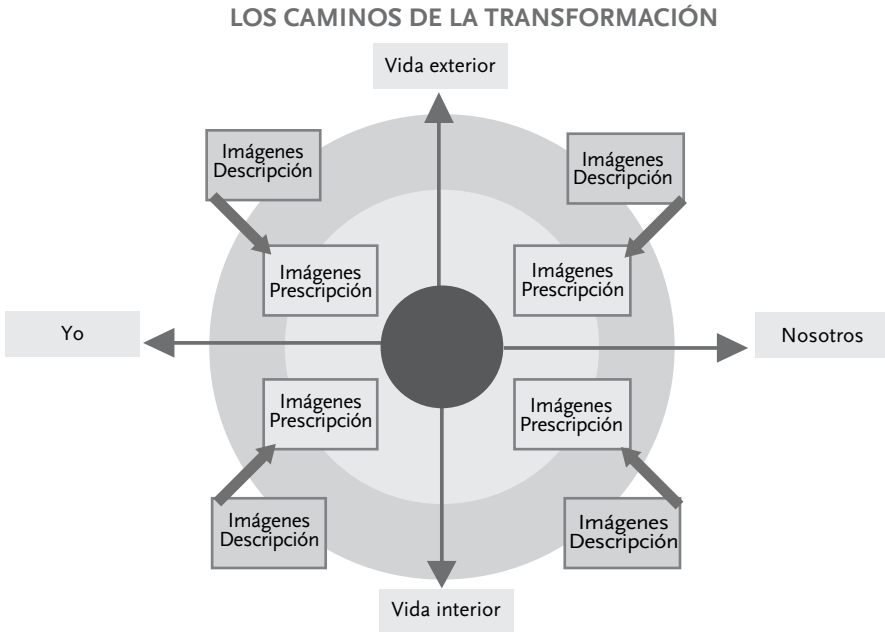 LOS CAMINOS DE LA TRANSFORMACIÓN
Vida exterior
Imágenes
Descripción
Imágenes
Descripción
Imágenes
Prescripción
Imágenes
Prescripción
Yo
Nosotros
Imágenes
Prescripción
Imágenes
Prescripción
Imágenes
Descripción
Imágenes
Descripción
Vida interior